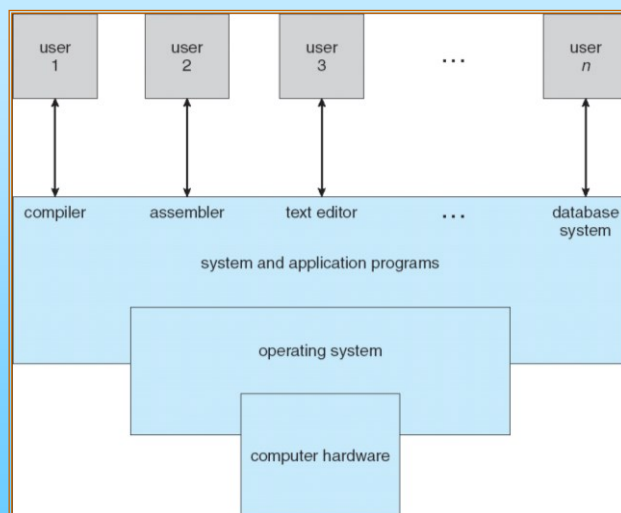 user
1
user
2
user
3
...
user
n
compiler
assembler
text editor
...
database
system
system and application programs
operating system
computer hardware